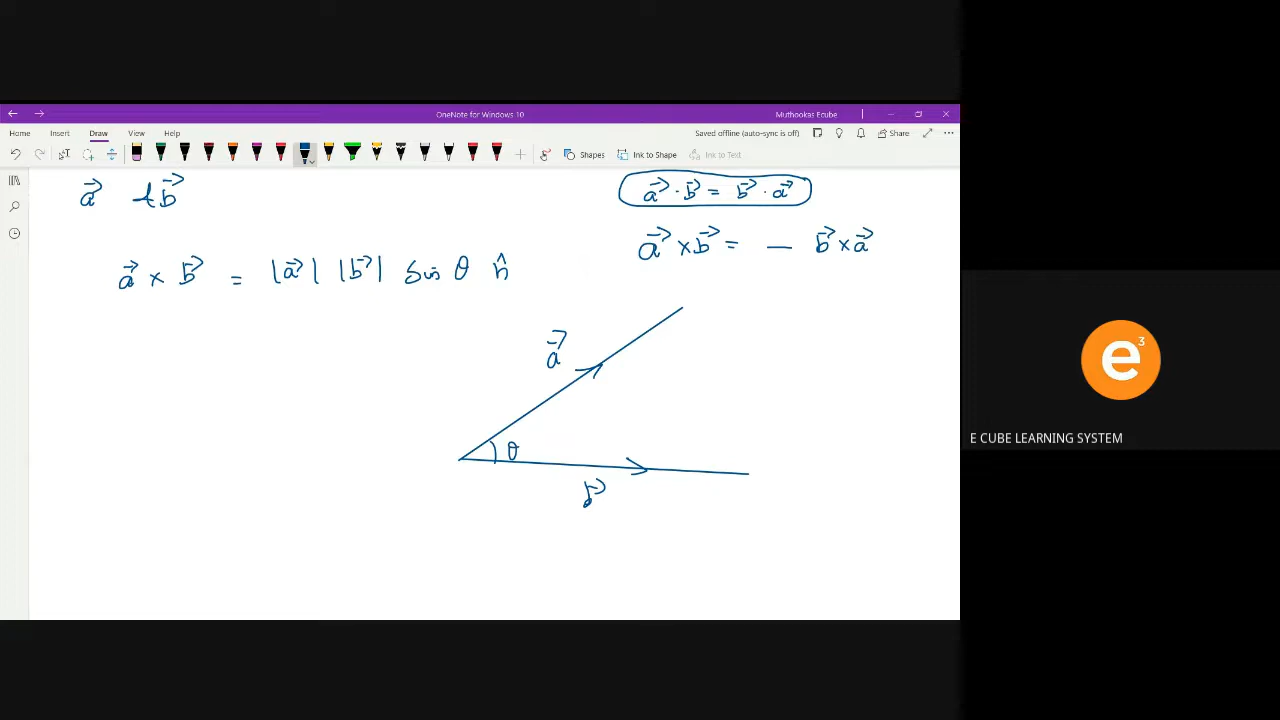 OneNote for Windows 10
Muthookas Ecube
Home Insert Draw View Help
Saved offline (auto-sync is off)
Share
Shapes
Ink to Shape
Ink to Text
a⃗ & b⃗
a⃗ · b⃗ = b⃗ · a⃗
a⃗ × b⃗ = — b⃗ × a⃗
a⃗ × b⃗ = |a⃗| |b⃗| Sin θ n̂
a⃗
θ
b⃗
e³
E CUBE LEARNING SYSTEM